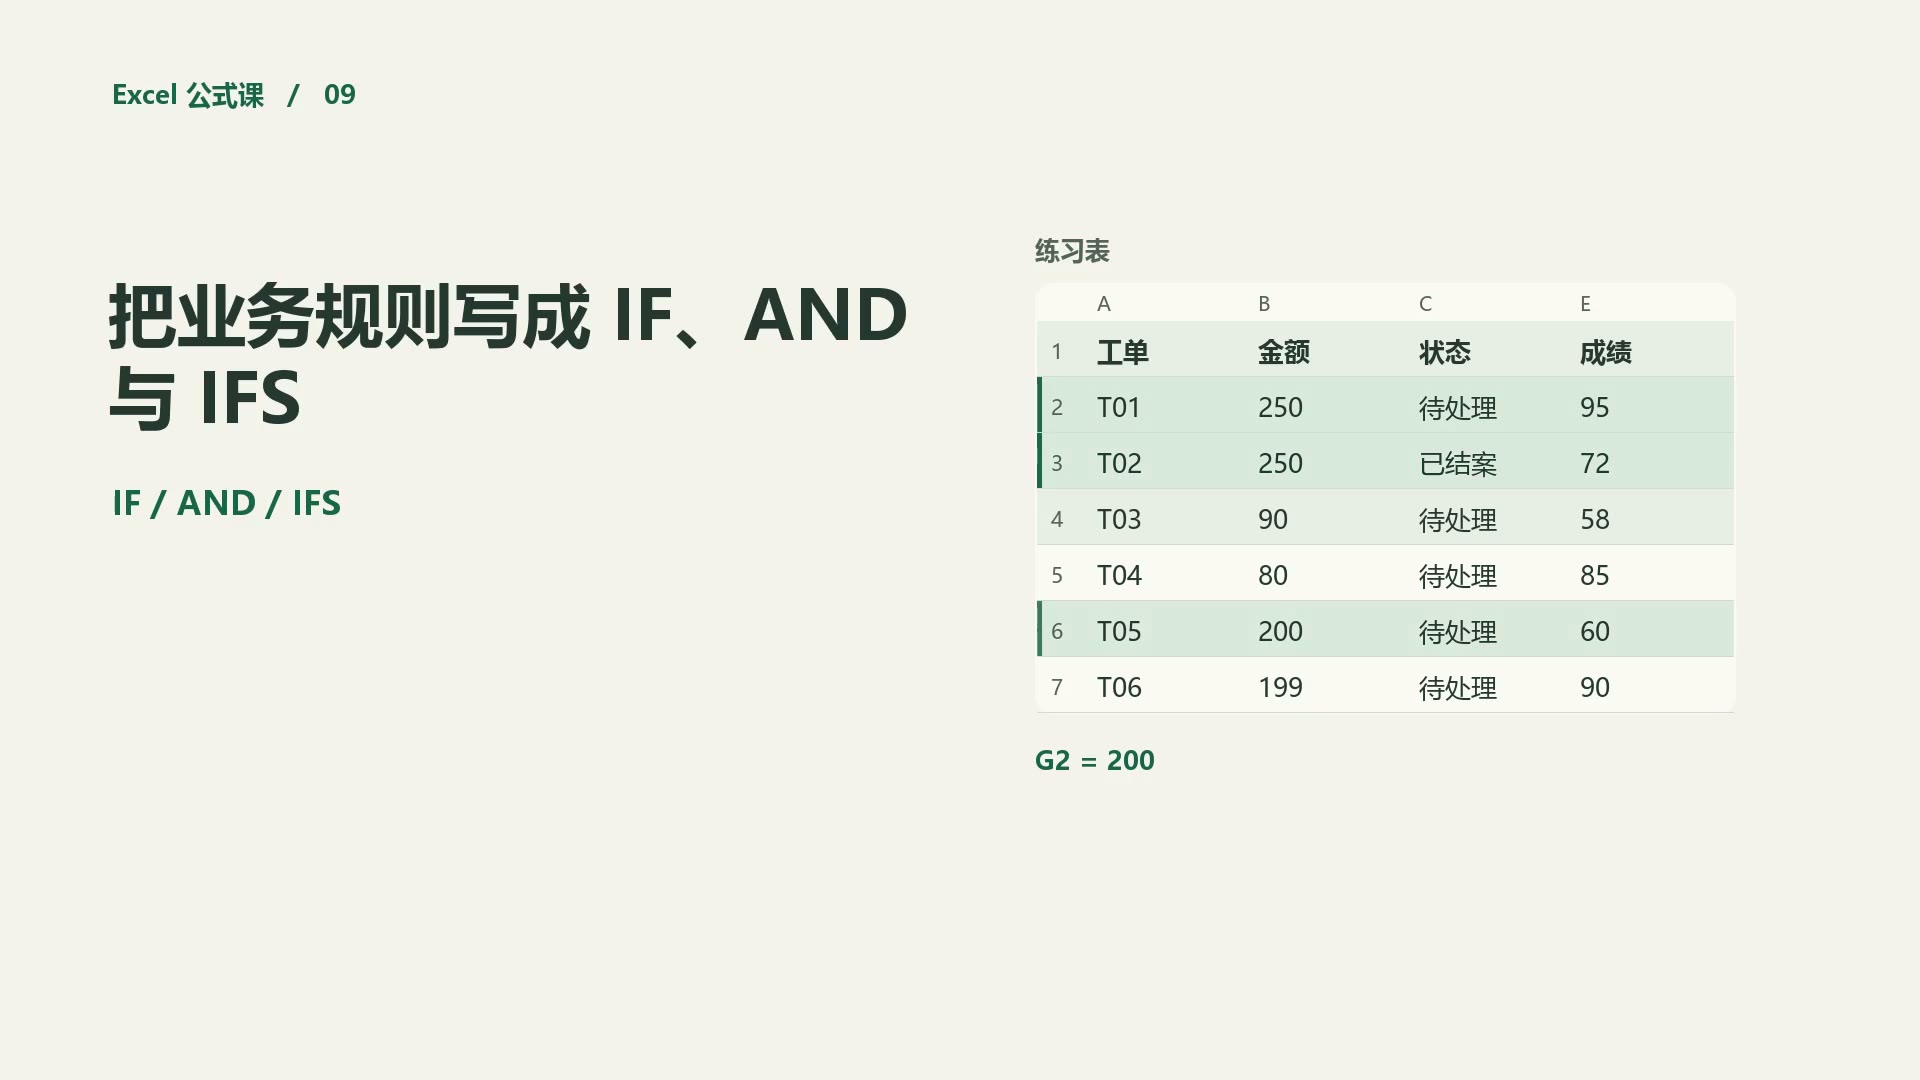 Excel 公式课 / 09
把业务规则写成 IF、AND
与 IFS
IF / AND / IFS
练习表
A B C E
1 工单 金额 状态 成绩
2 T01 250 待处理 95
3 T02 250 已结案 72
4 T03 90 待处理 58
5 T04 80 待处理 85
6 T05 200 待处理 60
7 T06 199 待处理 90
G2 = 200